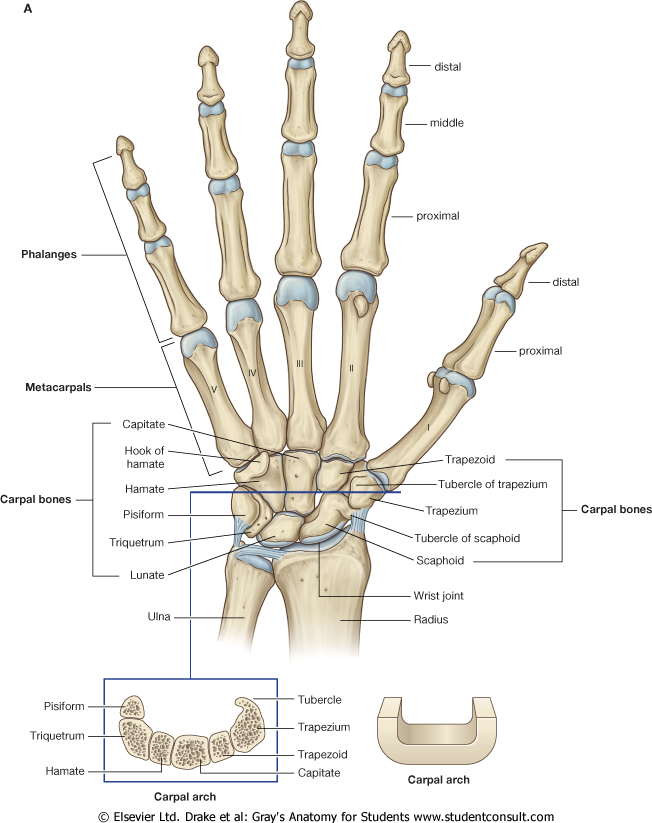 A
distal
middle
proximal
Phalanges
distal
proximal
Metacarpals
V
IV
III
II
I
Capitate
Hook of
hamate
Hamate
Carpal bones
Pisiform
Triquetrum
Lunate
Ulna
Trapezoid
Tubercle of trapezium
Trapezium
Carpal bones
Tubercle of scaphoid
Scaphoid
Wrist joint
Radius
Pisiform
Triquetrum
Hamate
Tubercle
Trapezium
Trapezoid
Capitate
Carpal arch
Carpal arch
© Elsevier Ltd. Drake et al: Gray's Anatomy for Students www.studentconsult.com